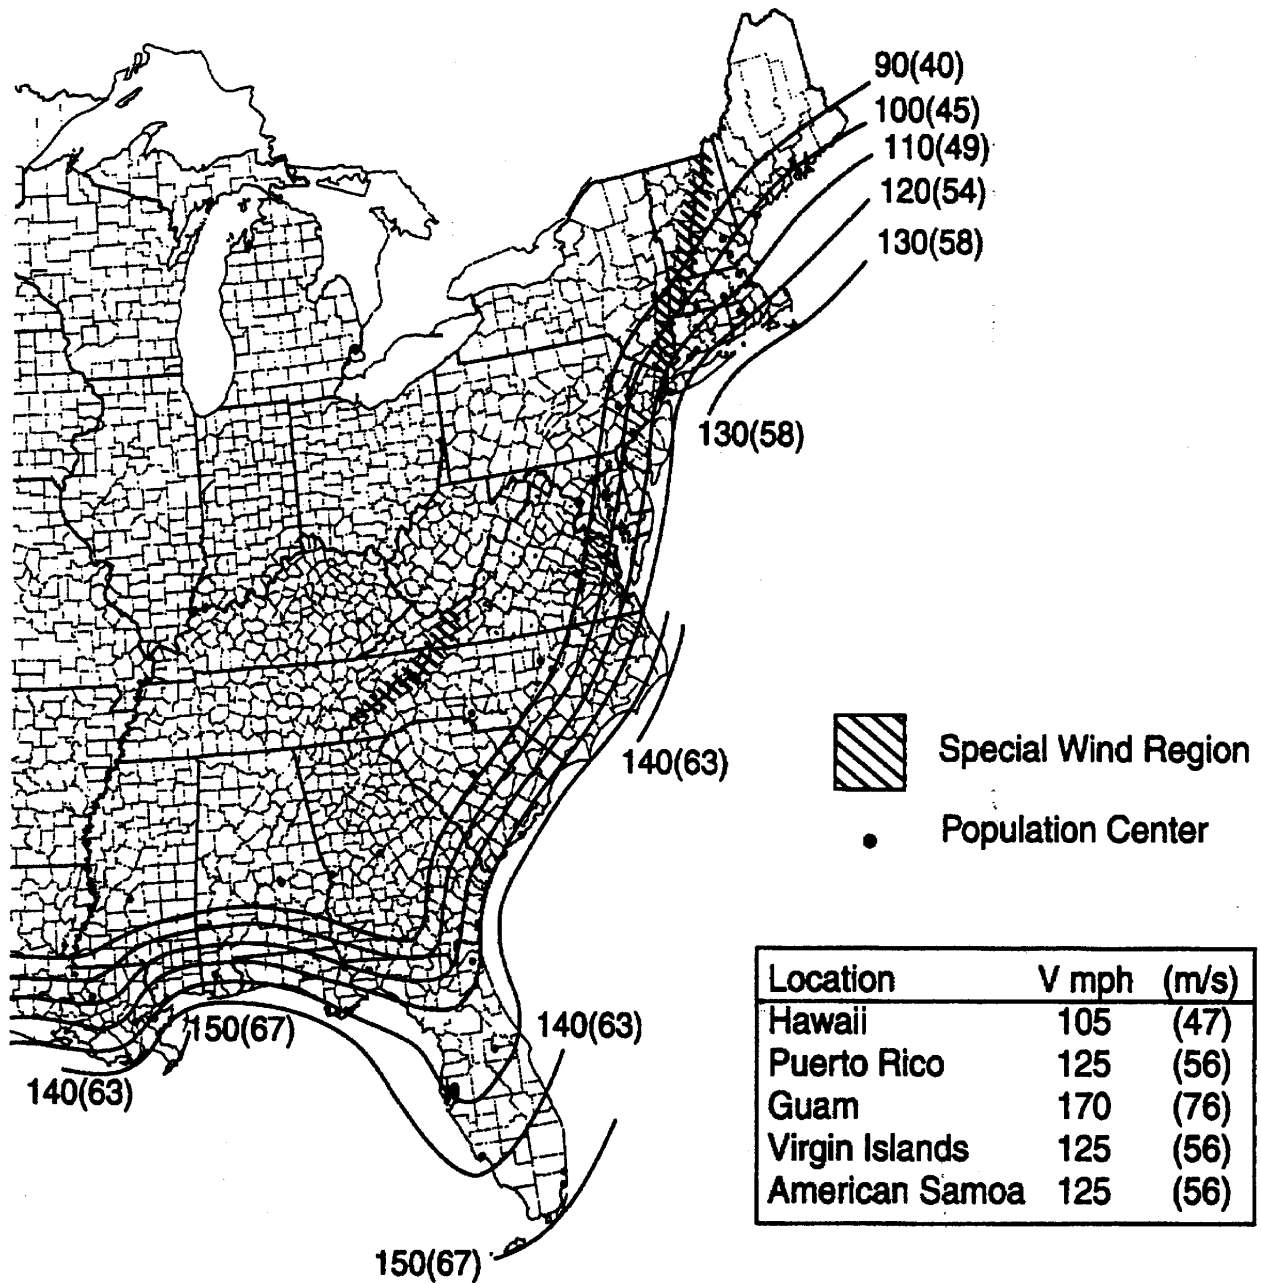 90(40)
100(45)
110(49)
120(54)
130(58)
130(58)
140(63)
Special Wind Region
Population Center
150(67)
140(63)
140(63)
150(67)
Location V mph (m/s)
Hawaii 105 (47)
Puerto Rico 125 (56)
Guam 170 (76)
Virgin Islands 125 (56)
American Samoa 125 (56)